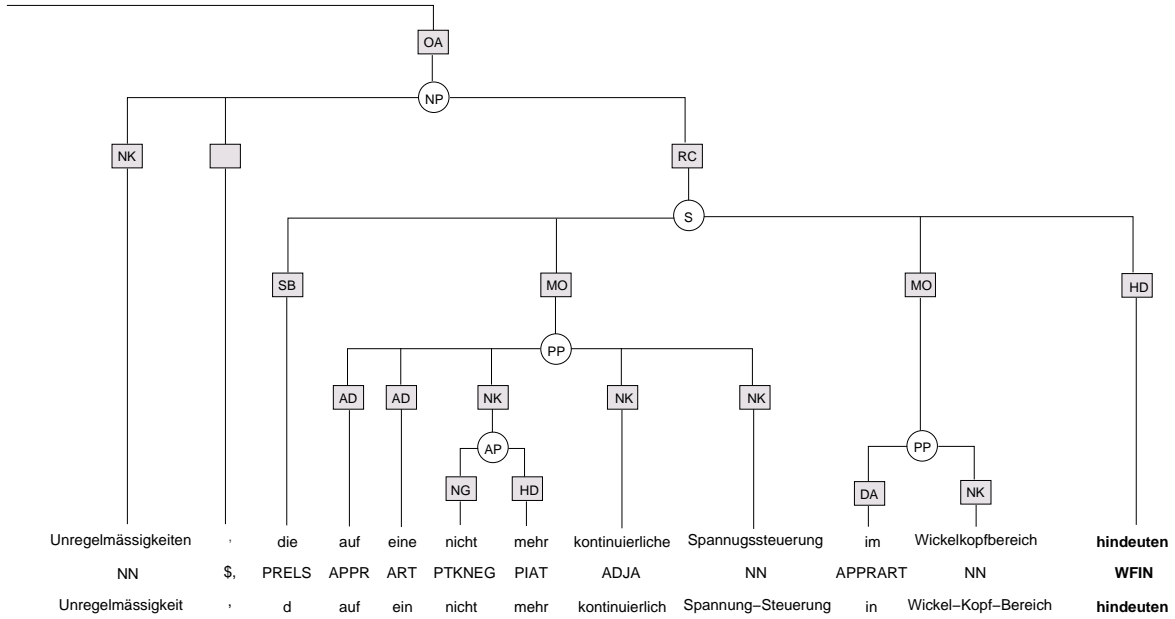 OA
NP
NK RC
S
SB MO MO HD
PP
AD AD NK NK NK
AP PP
NG HD DA NK
Unregelmässigkeiten , die auf eine nicht mehr kontinuierliche Spannugssteuerung im Wickelkopfbereich hindeuten
NN $, PRELS APPR ART PTKNEG PIAT ADJA NN APPRART NN WFIN
Unregelmässigkeit , d auf ein nicht mehr kontinuierlich Spannung–Steuerung in Wickel–Kopf–Bereich hindeuten